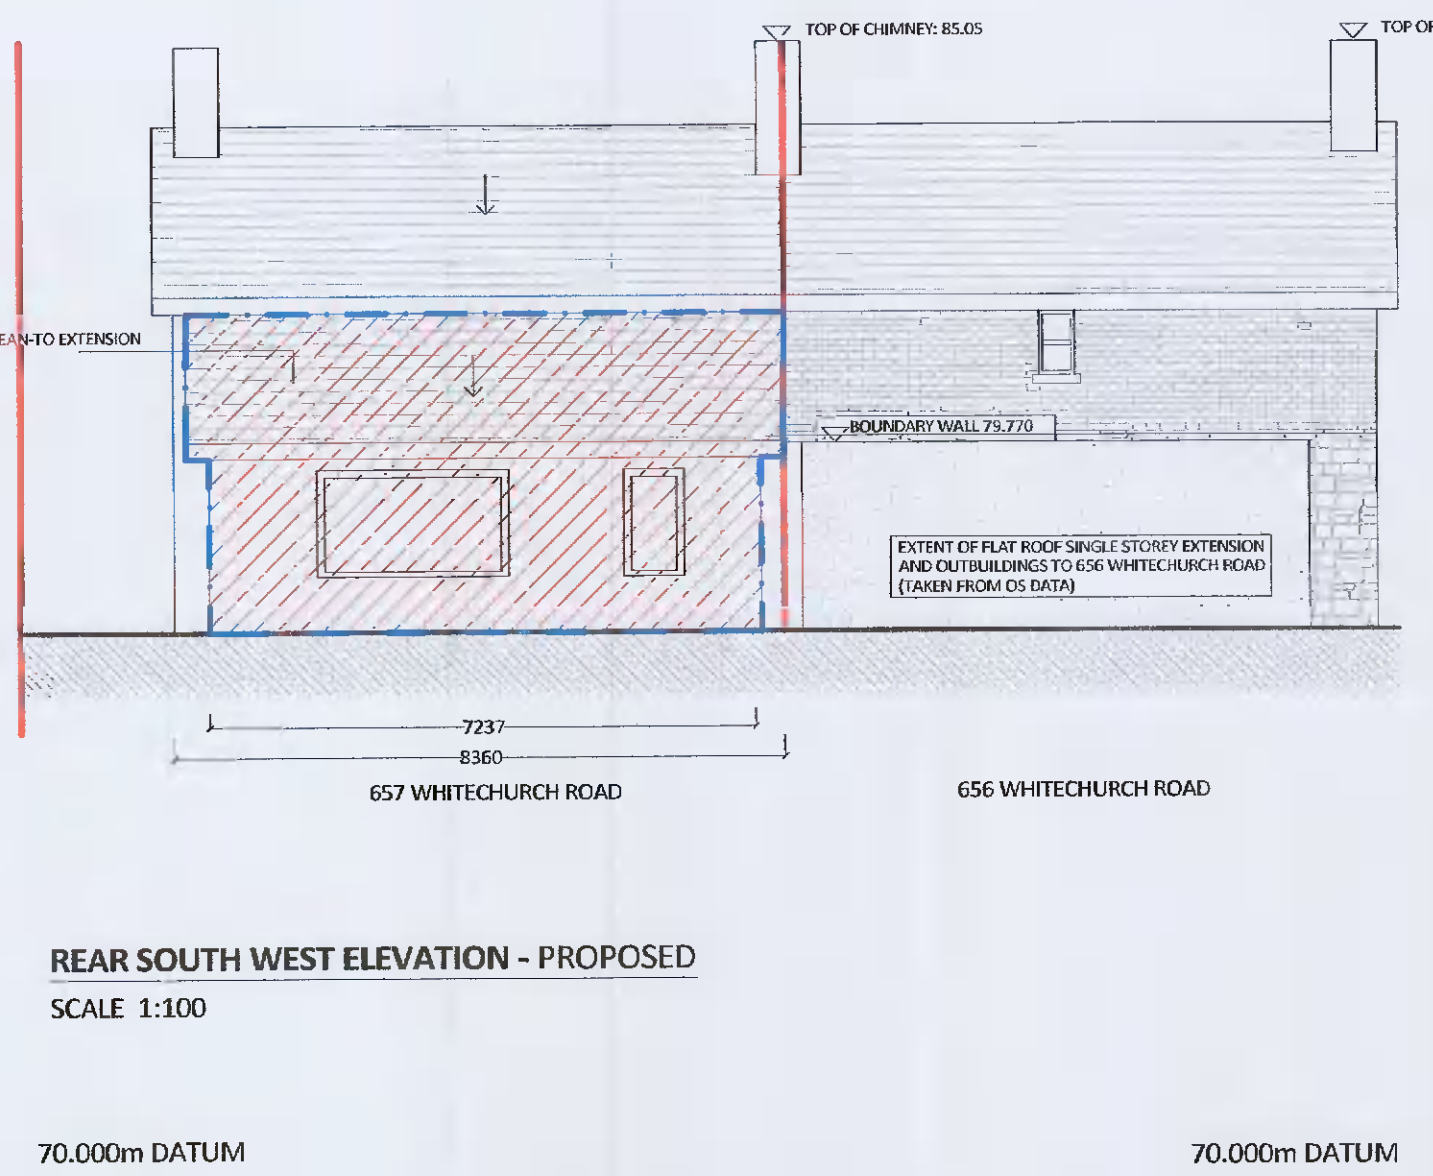 TOP OF CHIMNEY: 85.05
TOP OF
EAN-TO EXTENSION
BOUNDARY WALL 79.770
EXTENT OF FLAT ROOF SINGLE STOREY EXTENSION
AND OUTBUILDINGS TO 656 WHITECHURCH ROAD
(TAKEN FROM OS DATA)
7237
8360
657 WHITECHURCH ROAD
656 WHITECHURCH ROAD
REAR SOUTH WEST ELEVATION - PROPOSED
SCALE 1:100
70.000m DATUM
70.000m DATUM